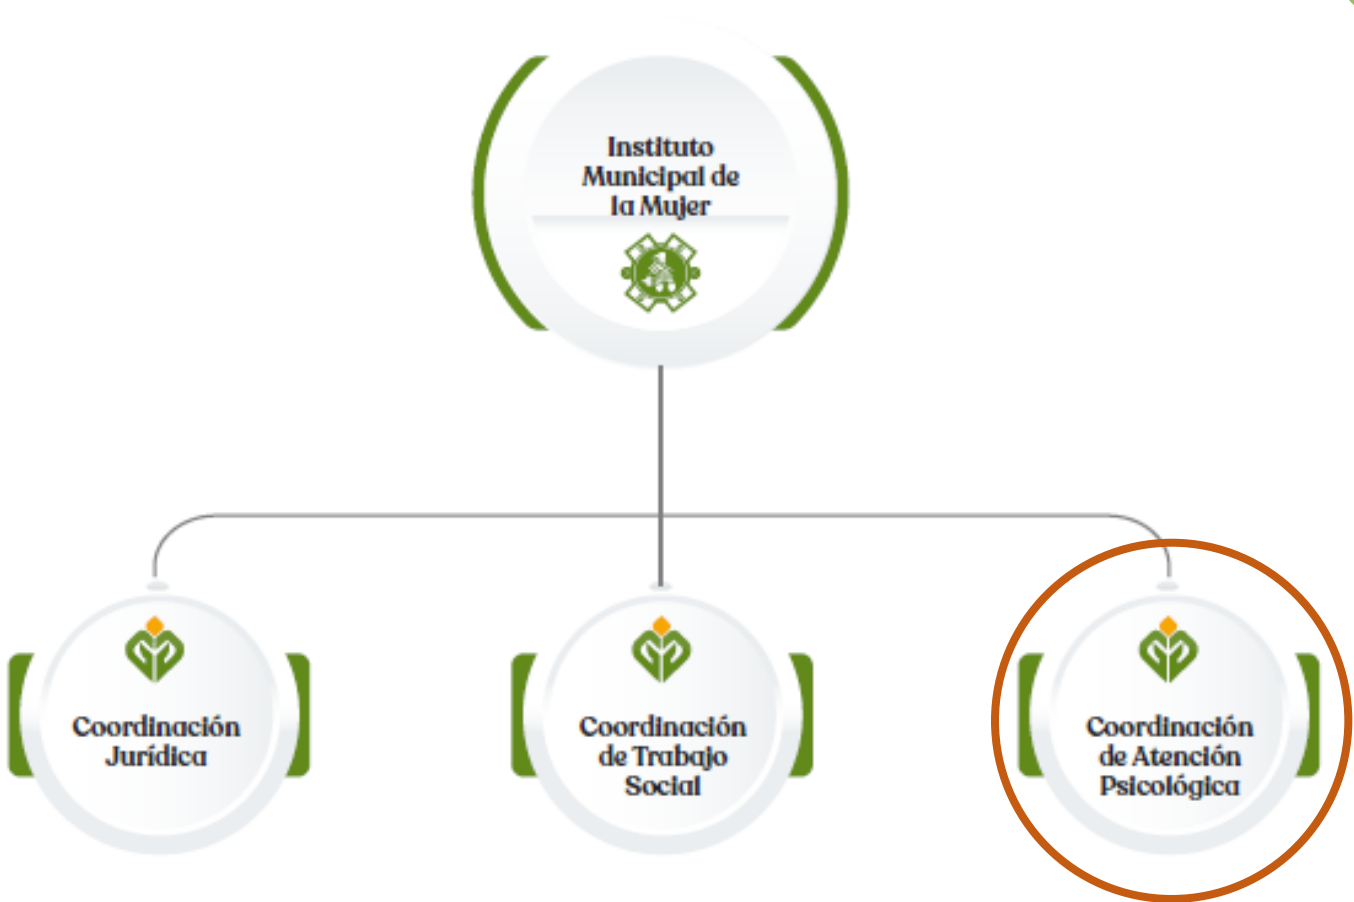 Instituto
Municipal de
la Mujer
Coordinación
Jurídica
Coordinación
de Trabajo
Social
Coordinación
de Atención
Psicológica